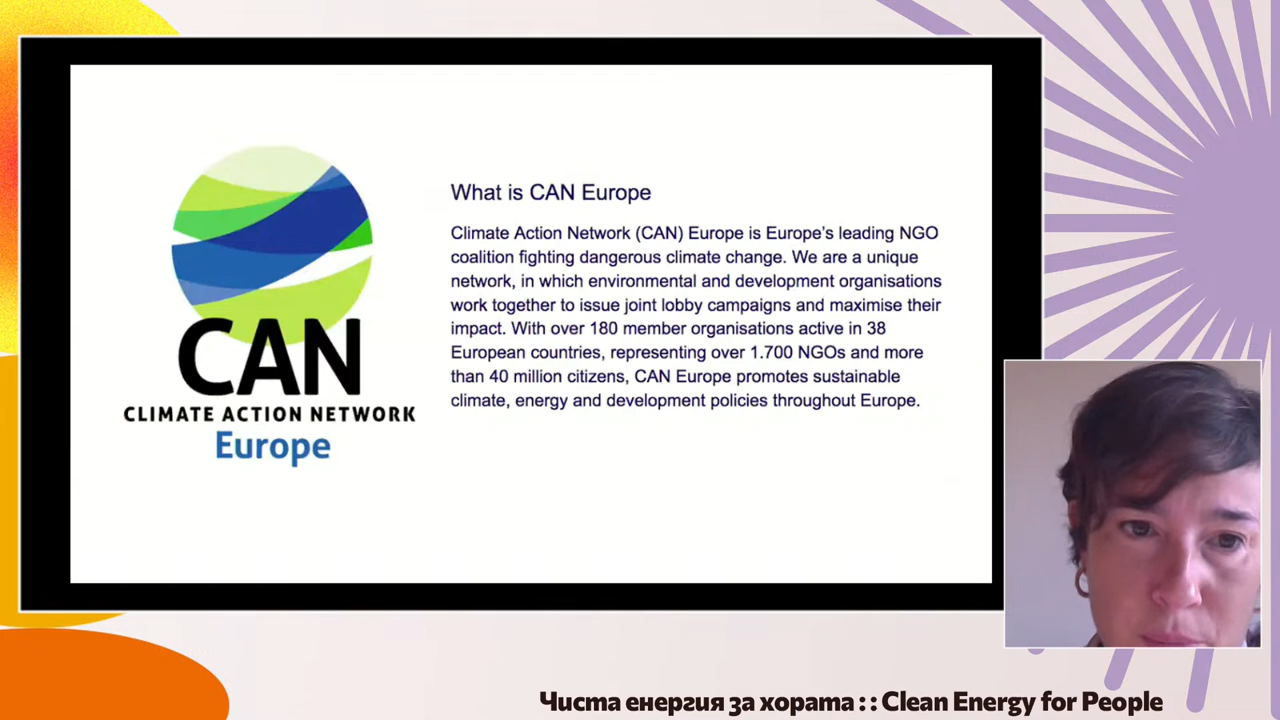 What is CAN Europe
Climate Action Network (CAN) Europe is Europe's leading NGO
coalition fighting dangerous climate change. We are a unique
network, in which environmental and development organisations
work together to issue joint lobby campaigns and maximise their
impact. With over 180 member organisations active in 38
European countries, representing over 1.700 NGOs and more
than 40 million citizens, CAN Europe promotes sustainable
climate, energy and development policies throughout Europe.
CAN
CLIMATE ACTION NETWORK
Europe
Чиста енергия за хората :: Clean Energy for People